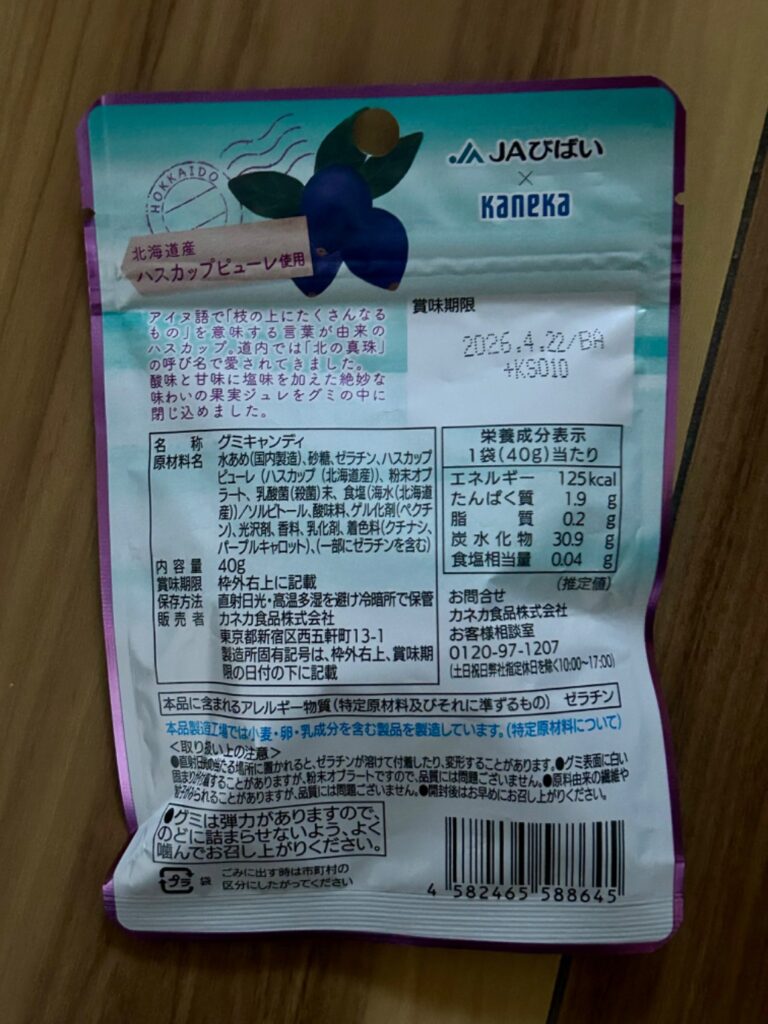 HOKKAIDO
JAびばい
×
Kaneka
北海道産
ハスカップピューレ使用
アイヌ語で「枝の上にたくさんなる
もの」を意味する言葉が由来の
ハスカップ。道内では「北の真珠」
の呼び名で愛されてきました。
酸味と甘味に塩味を加えた絶妙な
味わいの果実ジュレをグミの中に
閉じ込めました。
賞味期限
2026.4.22/BA
+KS010
名称 グミキャンディ
原材料名 水あめ(国内製造)、砂糖、ゼラチン、ハスカップ
ピューレ(ハスカップ(北海道産))、粉末オブ
ラート、乳酸菌(殺菌)末、食塩(海水(北海道
産))/ソルビトール、酸味料、ゲル化剤(ペクチ
ン)、光沢剤、香料、乳化剤、着色料(クチナシ、
パープルキャロット)、(一部にゼラチンを含む)
内容量 40g
賞味期限 枠外右上に記載
保存方法 直射日光・高温多湿を避け冷暗所で保管
販売者 カネカ食品株式会社
東京都新宿区西五軒町13-1
製造所固有記号は、枠外右上、賞味期
限の日付の下に記載
栄養成分表示
1袋(40g)当たり
エネルギー 125kcal
たんぱく質 1.9 g
脂質 0.2 g
炭水化物 30.9 g
食塩相当量 0.04 g
(推定値)
お問合せ
カネカ食品株式会社
お客様相談室
0120-97-1207
(土日祝日弊社指定休日を除く10:00~17:00)
本品に含まれるアレルギー物質(特定原材料及びそれに準ずるもの) ゼラチン
本品製造工場では小麦・卵・乳成分を含む製品を製造しています。(特定原材料について)
<取り扱い上の注意>
●直射日光の当たる場所に置かれると、ゼラチンが溶けて付着したり、変形することがあります。●グミ表面に白い
固まりが付着することがありますが、粉末オブラートですので、品質には問題ございません。●原料由来の繊維や
られることがありますが、品質には問題ございません。●開封後はお早めにお召し上がりください。
●グミは弾力がありますので、
のどに詰まらせないよう、よく
噛んでお召し上がりください。
プラ 袋
ごみに出す時は市町村の
区分にしたがってください
4 582465 588645